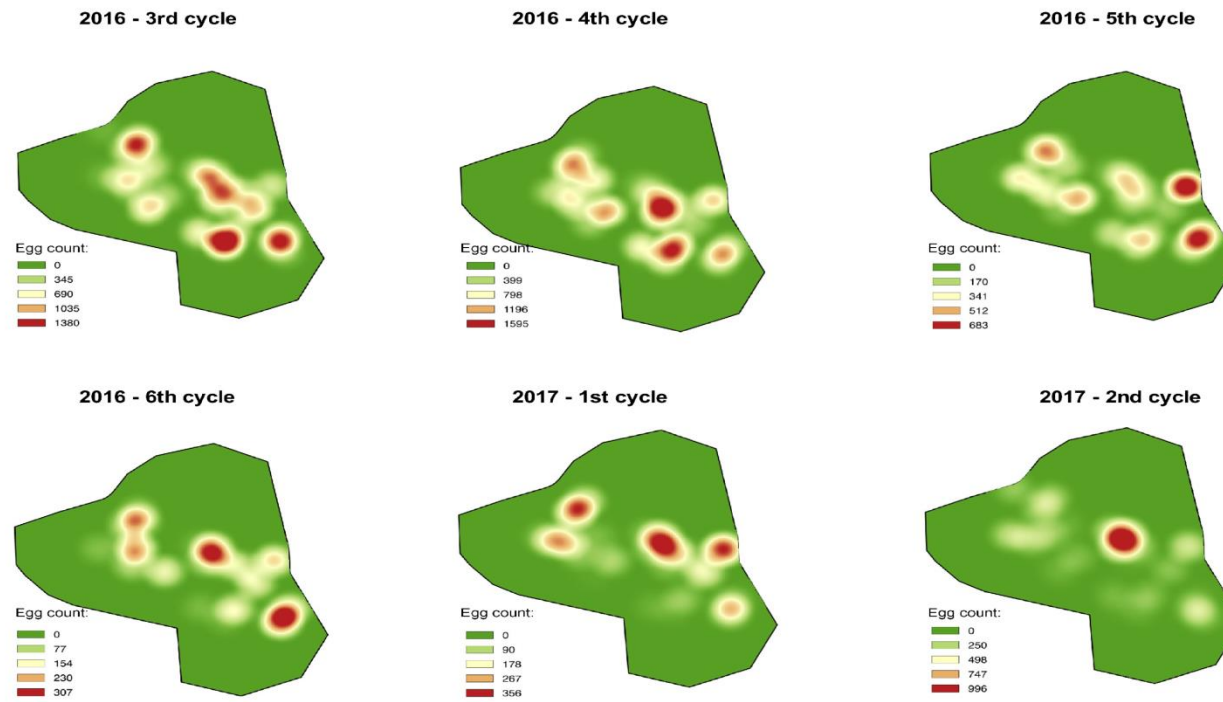 2016 - 3rd cycle
2016 - 4th cycle
2016 - 5th cycle
Egg count:
0
345
690
1035
1380
Egg count:
0
399
798
1196
1595
Egg count:
0
170
341
512
683
2016 - 6th cycle
2017 - 1st cycle
2017 - 2nd cycle
Egg count:
0
77
154
230
307
Egg count:
0
90
178
267
356
Egg count:
0
250
498
747
996